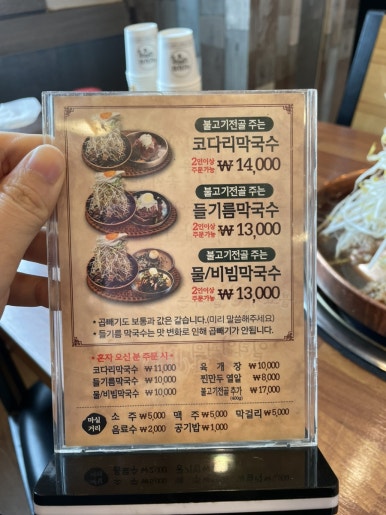 불고기전골 주는
코다리막국수
2인이상 주문가능 ₩ 14,000
불고기전골 주는
들기름막국수
2인이상 주문가능 ₩ 13,000
불고기전골 주는
물/비빔막국수
2인이상 주문가능 ₩ 13,000
• 곱빼기도 보통과 값은 같습니다.(미리 말씀해주세요)
• 들기름 막국수는 맛 변화로 인해 곱빼기가 안됩니다.
• 혼자 오신 분 주문 시 •
코다리막국수 ₩ 11,000
들기름막국수 ₩ 10,000
물/비빔막국수 ₩ 10,000
육 개 장 ₩10,000
찐만두 열알 ₩ 8,000
불고기전골 추가 ₩ 17,000
(400g)
마실거리
소 주 ₩5,000 맥 주 ₩5,000 막걸리 ₩5,000
음료수 ₩2,000 공기밥 ₩1,000